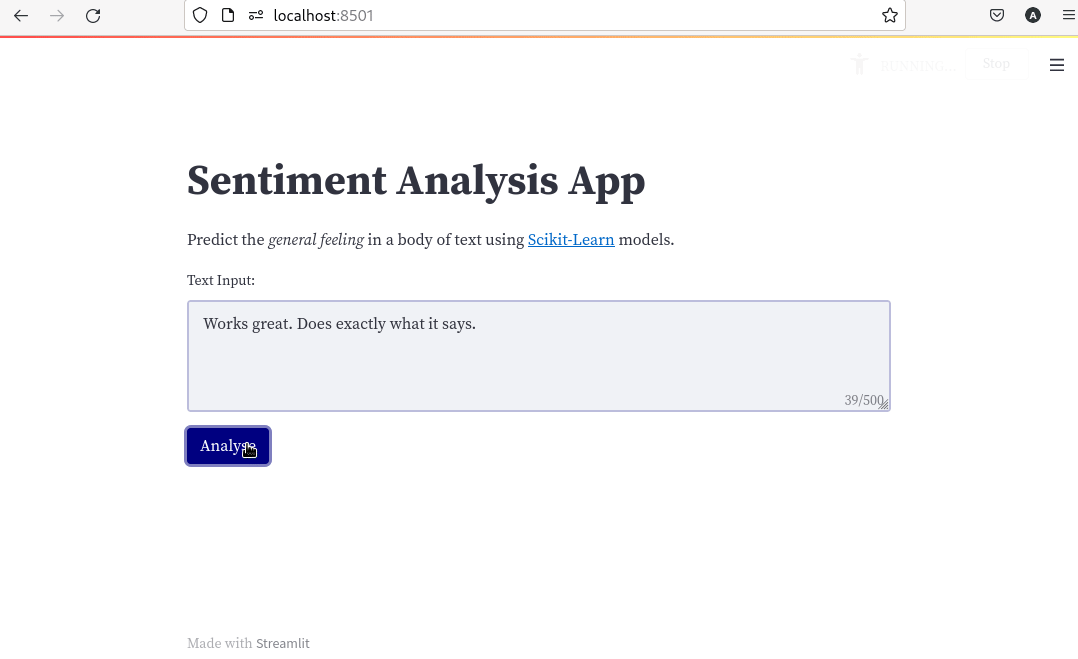 localhost:8501
A
RUNNING... Stop
Sentiment Analysis App
Predict the general feeling in a body of text using Scikit-Learn models.
Text Input:
Works great. Does exactly what it says.
39/500
Analyse
Made with Streamlit